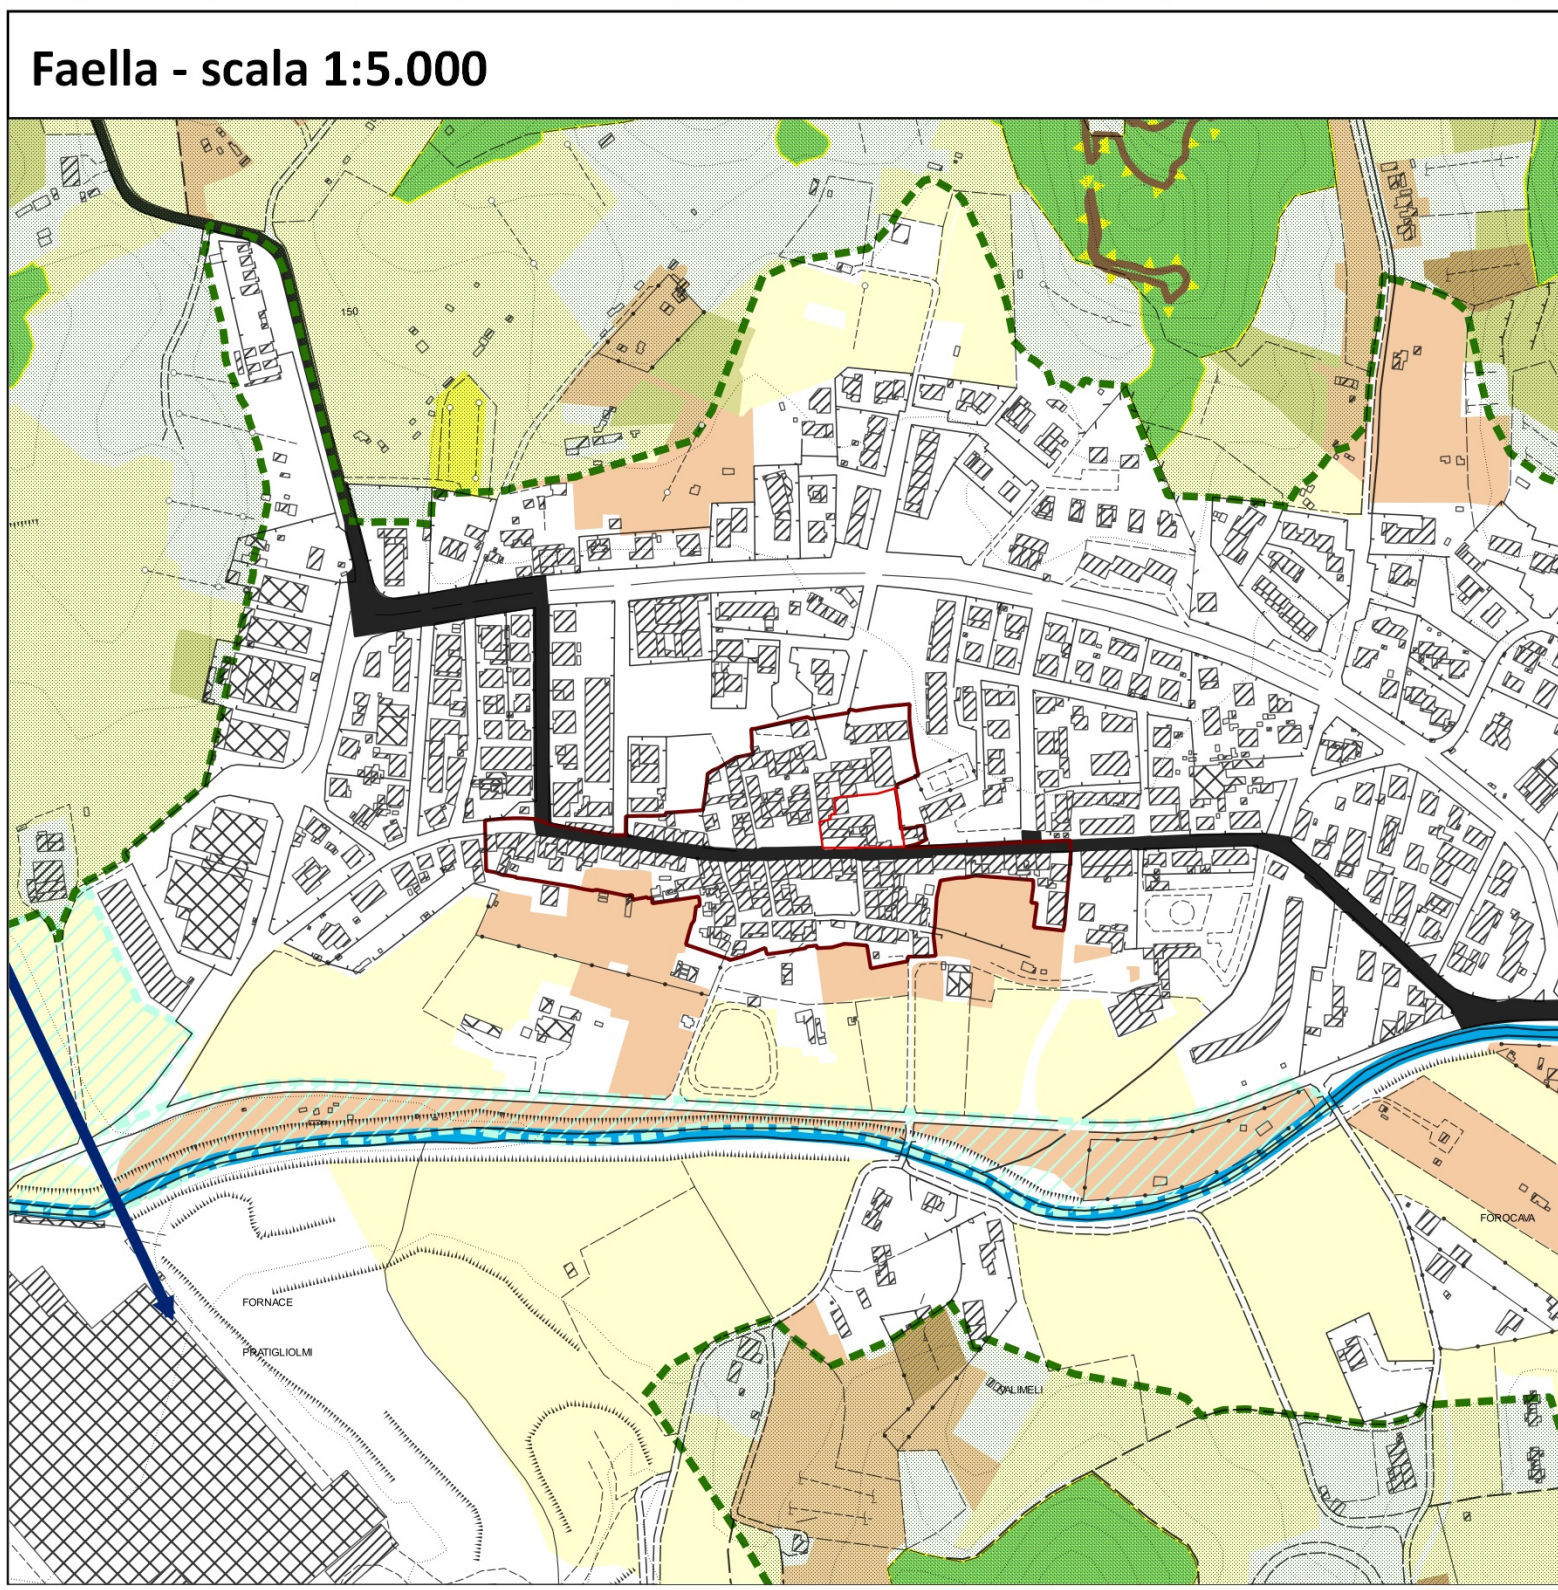 Faella - scala 1:5.000
150
FOROCAVA
FORNACE
PRATIGLIOLMI
VALIMELI